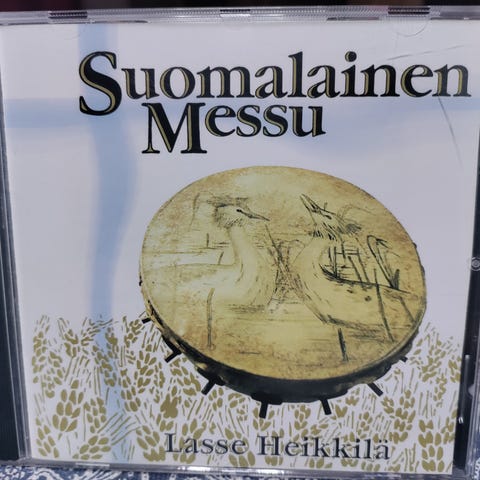 Suomalainen
Messu
Lasse Heikkilä